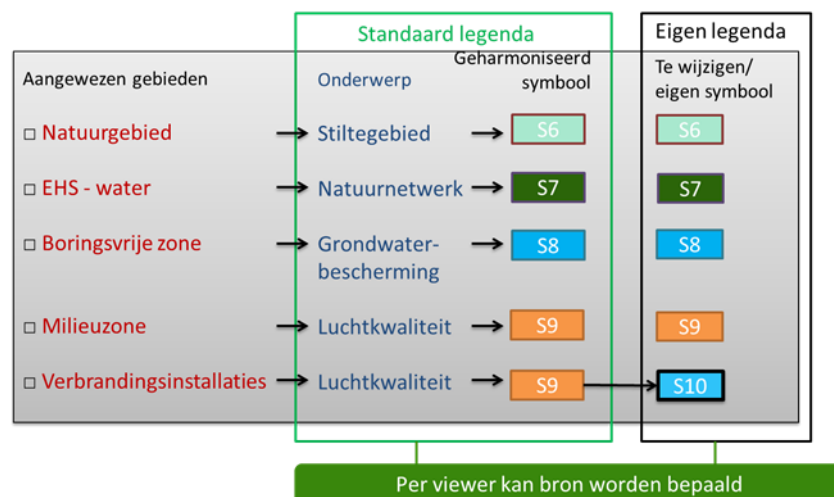 Standaard legenda
Eigen legenda
Aangewezen gebieden
Onderwerp
Geharmoniseerd
symbool
Te wijzigen/
eigen symbool
□ Natuurgebied
Stiltegebied
S6
S6
□ EHS - water
Natuurnetwerk
S7
S7
□ Boringsvrije zone
Grondwater-
bescherming
S8
S8
□ Milieuzone
Luchtkwaliteit
S9
S9
□ Verbrandingsinstallaties
Luchtkwaliteit
S9
S10
Per viewer kan bron worden bepaald